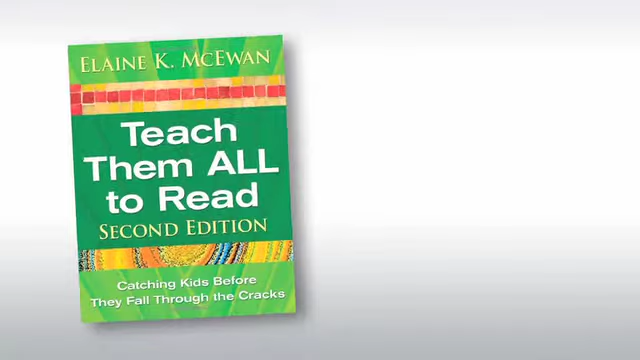 ELAINE K. MCEWAN
Teach
Them ALL
to Read
SECOND EDITION
Catching Kids Before
They Fall Through the Cracks